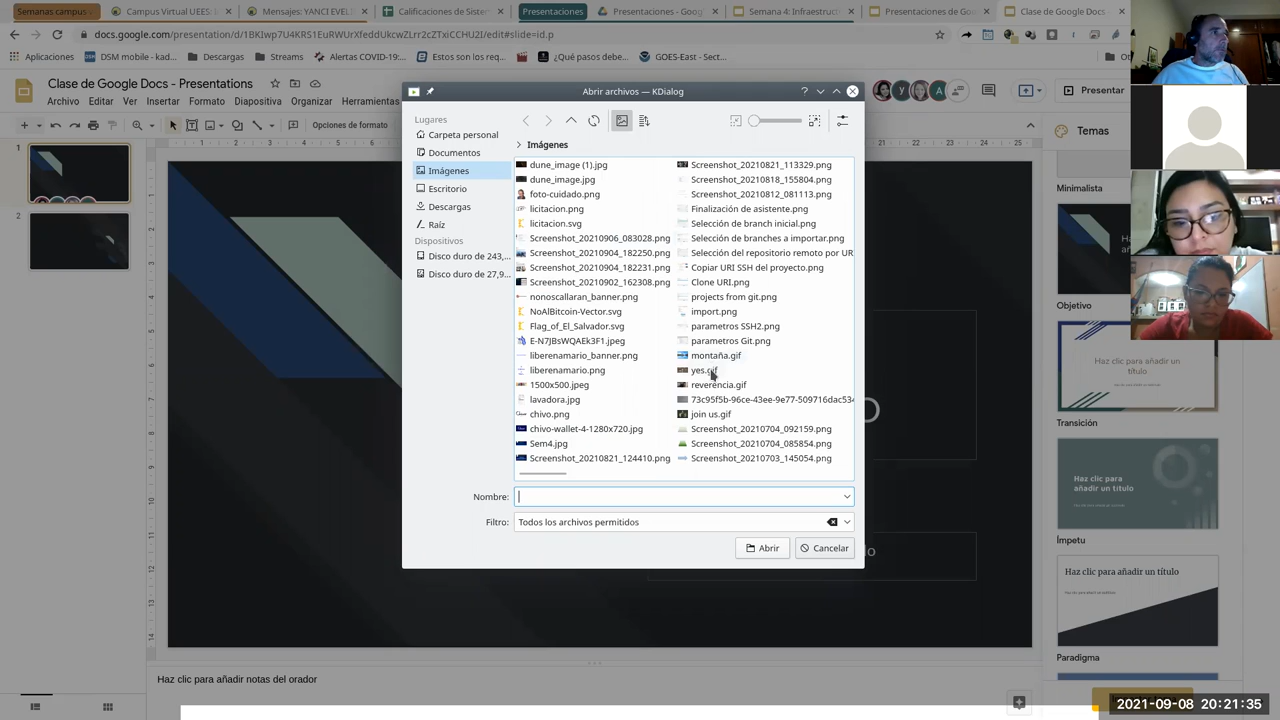 Semanas campus
Campus Virtual UEES:
Mensajes: YANCI EVEL
Calificaciones de Sister
Presentaciones
Presentaciones - Goog
Semana 4: Infraestruct
Presentaciones de Goo
Clase de Google Docs
docs.google.com/presentation/d/1BKIwp7U4KRS1EuRWUrXfeddUkcwZLrr2cZTxiCCHU2I/edit#slide=id.p
Aplicaciones
DSM mobile - kad...
Descargas
Streams
Alertas COVID-19:...
Estos son los req...
¿Qué pasos debe...
GOES-East - Sect...
Clase de Google Docs - Presentations
Archivo Editar Ver Insertar Formato Diapositiva Organizar Herramientas
Presentar
Opciones de formato
Temas
Abrir archivos — KDialog
Lugares
Carpeta personal
Documentos
Imágenes
Escritorio
Descargas
Raíz
Dispositivos
Disco duro de 243,...
Disco duro de 27,9...
Imágenes
dune_image (1).jpg
dune_image.jpg
foto-cuidado.png
licitacion.png
licitacion.svg
Screenshot_20210906_083028.png
Screenshot_20210904_182250.png
Screenshot_20210904_182231.png
Screenshot_20210902_162308.png
nonoscallaran_banner.png
NoAlBitcoin-Vector.svg
Flag_of_El_Salvador.svg
E-N7JBsWQAEk3F1.jpeg
liberenamario_banner.png
liberenamario.png
1500x500.jpeg
lavadora.jpg
chivo.png
chivo-wallet-4-1280x720.jpg
Sem4.jpg
Screenshot_20210821_124410.png
Screenshot_20210821_113329.png
Screenshot_20210818_155804.png
Screenshot_20210812_081113.png
Finalización de asistente.png
Selección de branch inicial.png
Selección de branches a importar.png
Selección del repositorio remoto por UR
Copiar URI SSH del proyecto.png
Clone URI.png
projects from git.png
import.png
parametros SSH2.png
parametros Git.png
montaña.gif
yes.gif
reverencia.gif
73c95f5b-96ce-43ee-9e77-509716dac534
join us.gif
Screenshot_20210704_092159.png
Screenshot_20210704_085854.png
Screenshot_20210703_145054.png
Nombre:
Filtro: Todos los archivos permitidos
Abrir
Cancelar
1
2
Minimalista
Objetivo
Haz clic para añadir un título
Transición
Haz clic para añadir un título
Ímpetu
Haz clic para añadir un título
Paradigma
Haz clic para añadir notas del orador
2021-09-08 20:21:35